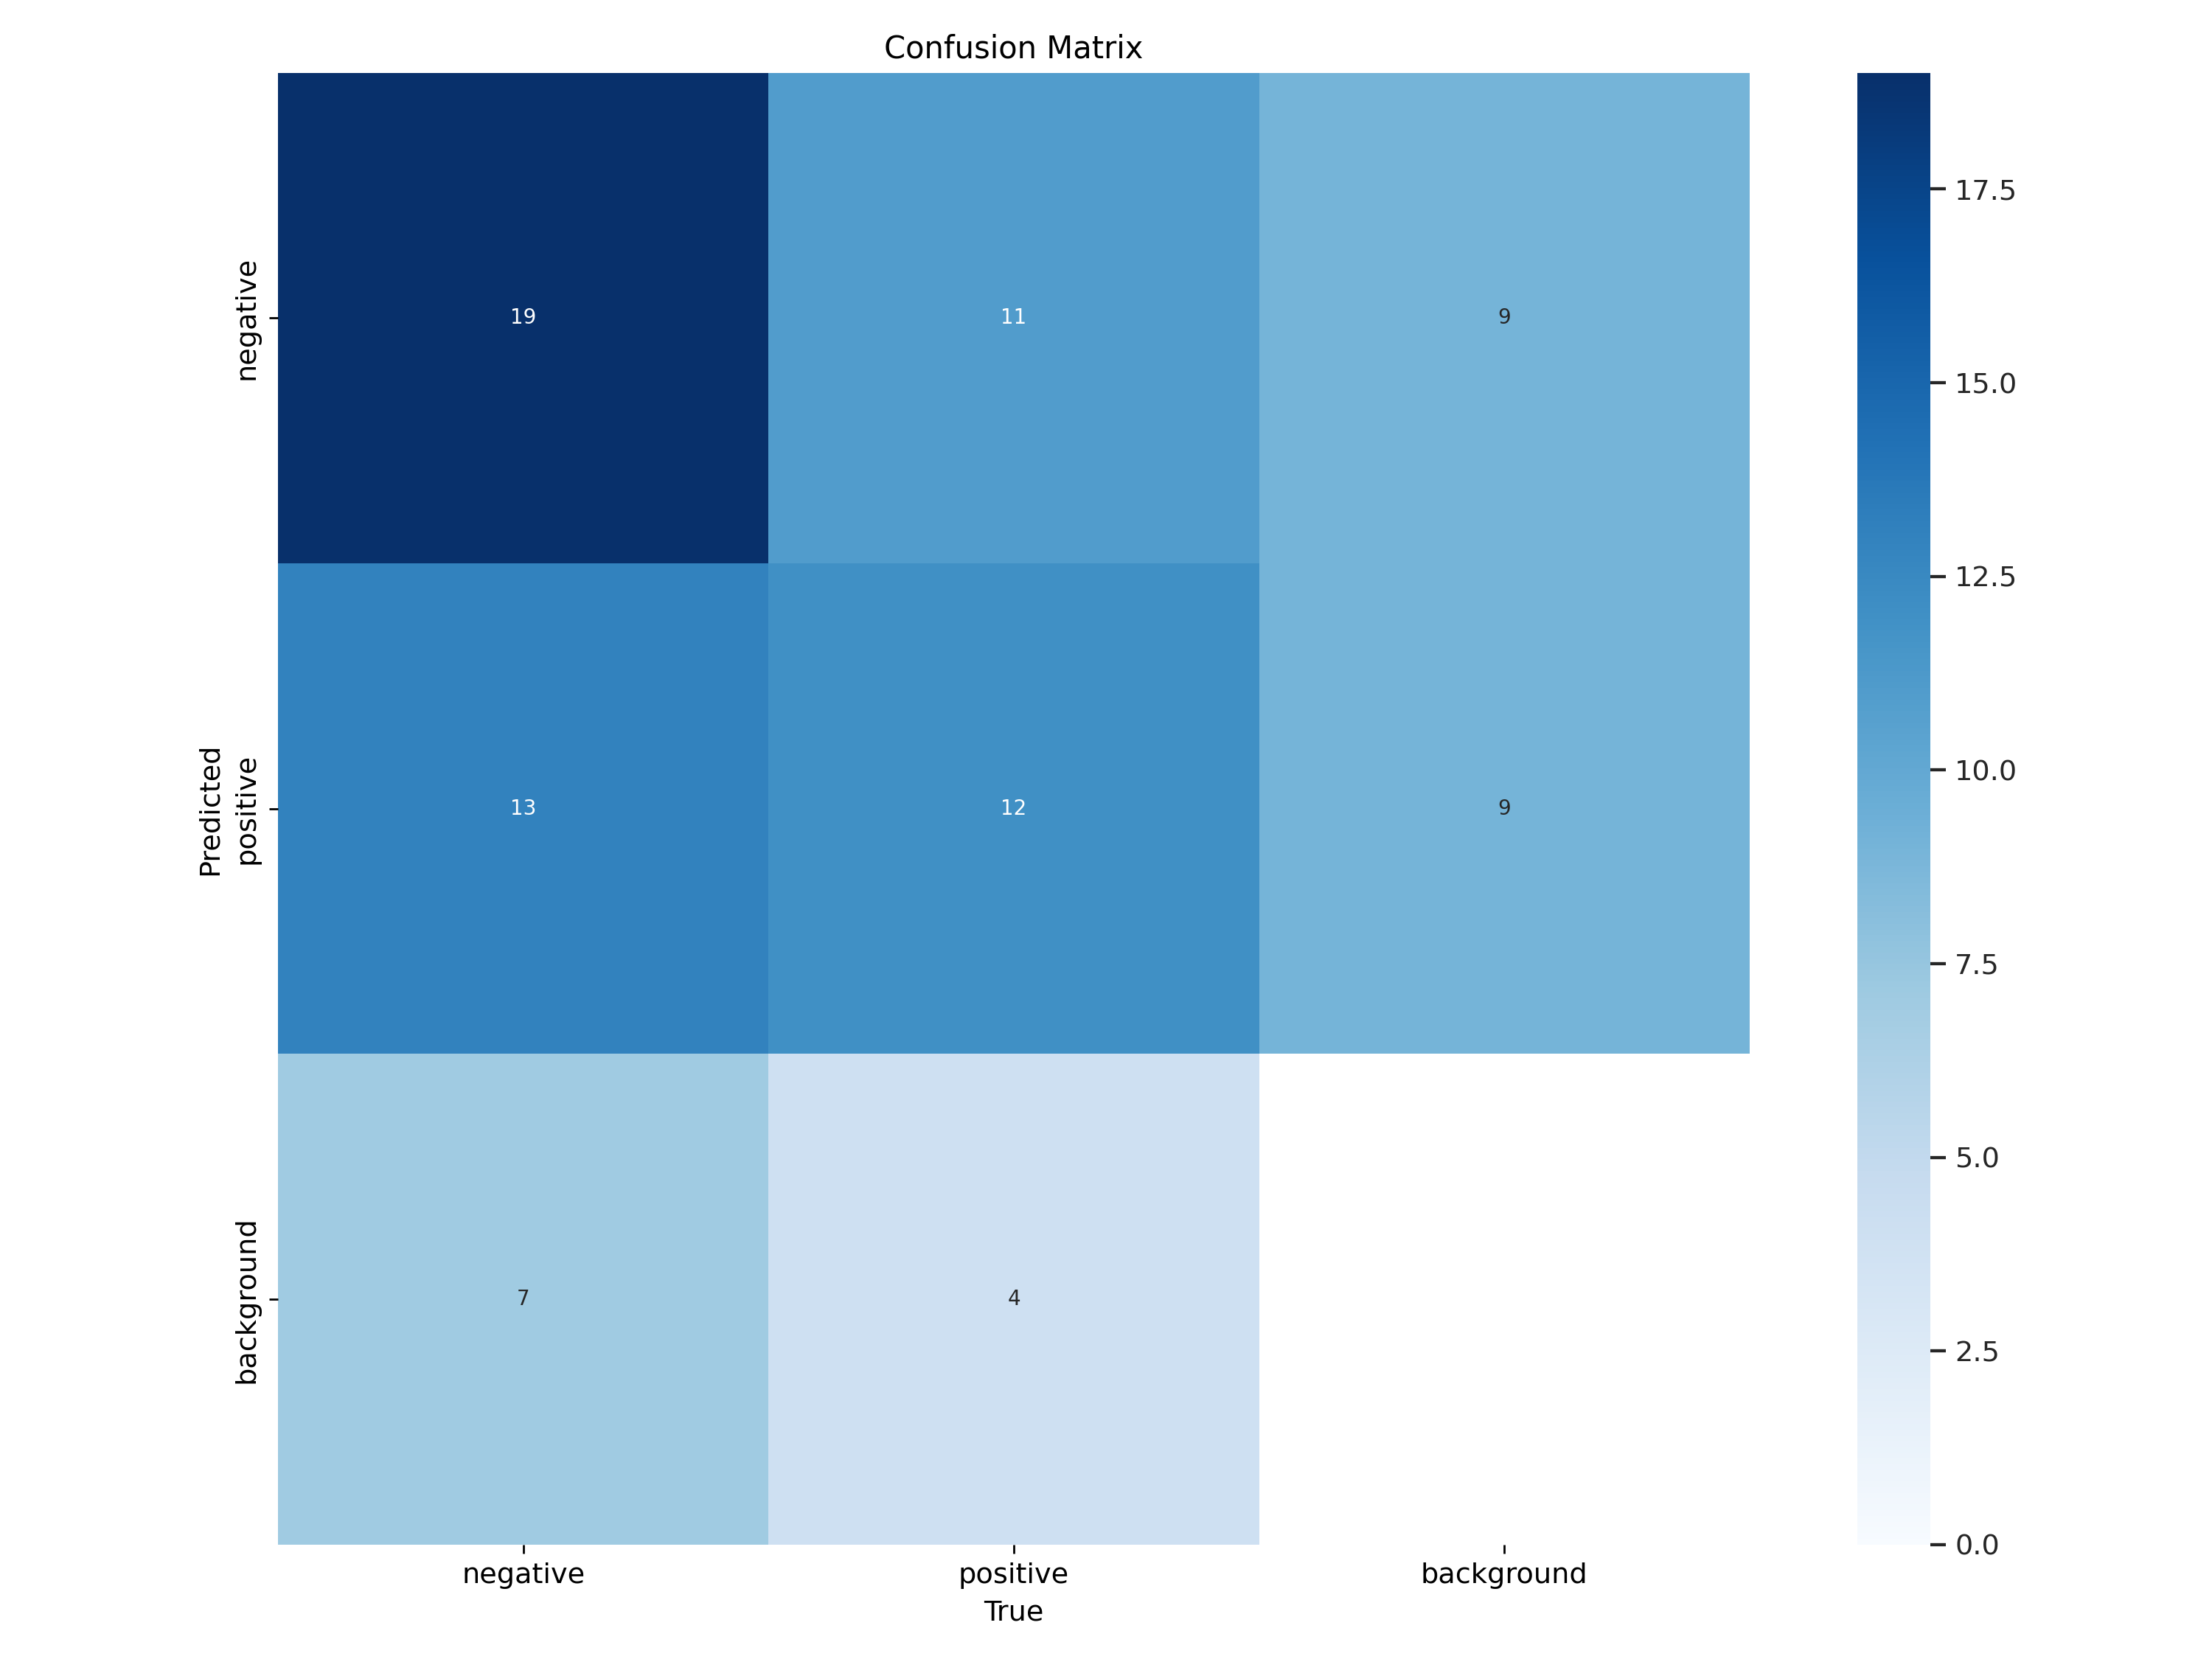 Confusion Matrix
negative
19
11
9
Predicted
positive
13
12
9
background
7
4
negative
positive
background
True
17.5
15.0
12.5
10.0
7.5
5.0
2.5
0.0